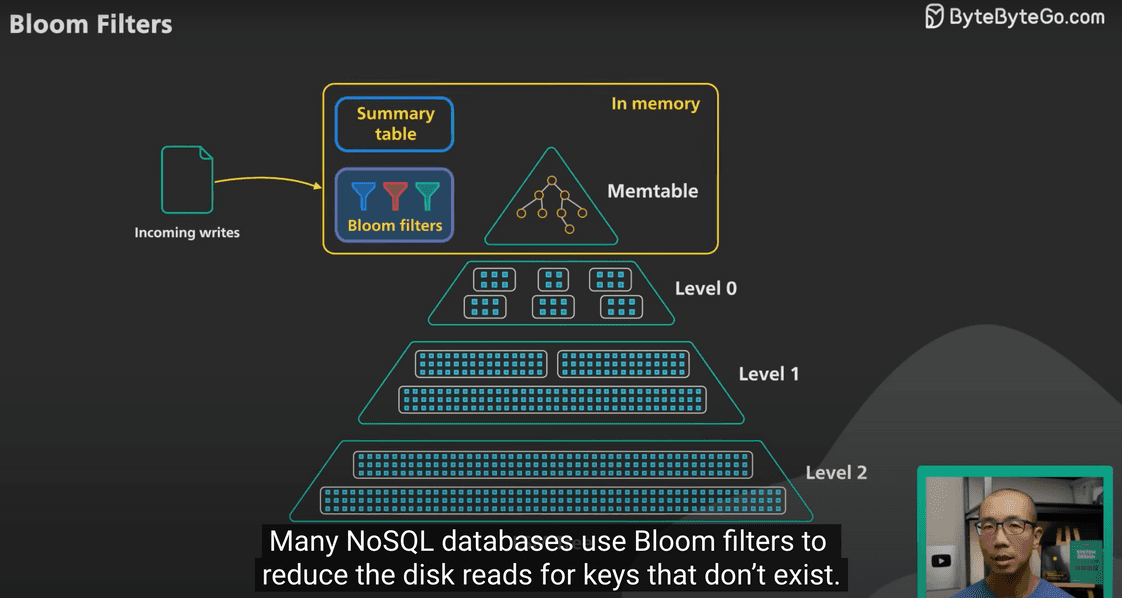 Bloom Filters
ByteByteGo.com
In memory
Summary
table
Bloom filters
Memtable
Incoming writes
Level 0
Level 1
Level 2
Many NoSQL databases use Bloom filters to
reduce the disk reads for keys that don’t exist.